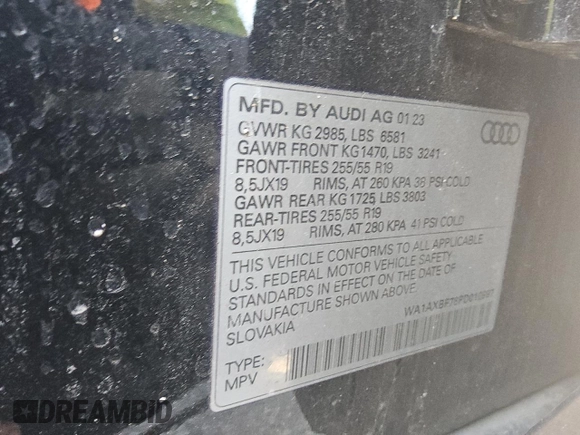 MFD. BY AUDI AG 01 23
GVWR KG 2985, LBS 6581
GAWR FRONT KG1470, LBS 3241
FRONT-TIRES 255/55 R19
8,5JX19 RIMS, AT 260 KPA 38 PSI COLD
GAWR REAR KG 1725, LBS 3803
REAR-TIRES 255/55 R19
8,5JX19 RIMS, AT 280 KPA 41 PSI COLD
THIS VEHICLE CONFORMS TO ALL APPLICABLE
U.S. FEDERAL MOTOR VEHICLE SAFETY
STANDARDS IN EFFECT ON THE DATE OF
MANUFACTURE SHOWN ABOVE.
SLOVAKIA
TYPE:
MPV
DREAMBID